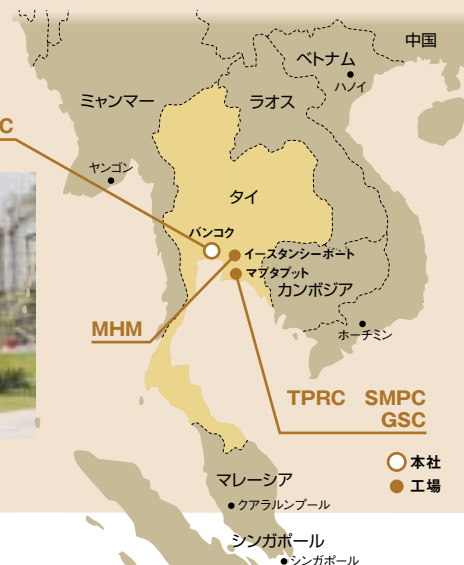 中国
ベトナム
ハノイ
ミャンマー
ラオス
C
ヤンゴン
タイ
バンコク
イースタンシーボート
マプタプット
カンボジア
MHM
ホーチミン
TPRC SMPC
GSC
本社
工場
マレーシア
クアラルンプール
シンガポール
シンガポール